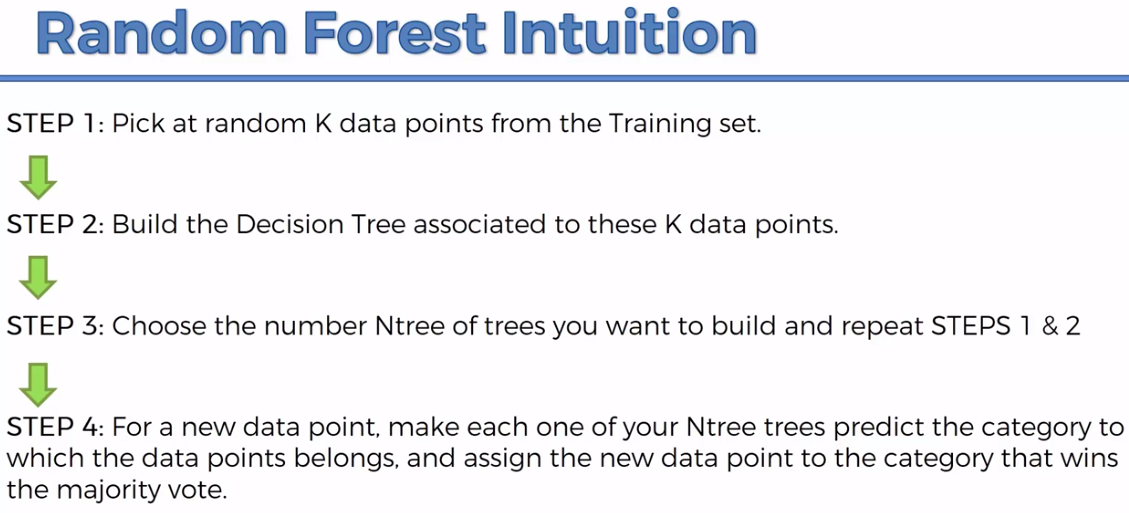 Random Forest Intuition
STEP 1: Pick at random K data points from the Training set.
STEP 2: Build the Decision Tree associated to these K data points.
STEP 3: Choose the number Ntree of trees you want to build and repeat STEPS 1 & 2
STEP 4: For a new data point, make each one of your Ntree trees predict the category to
which the data points belongs, and assign the new data point to the category that wins
the majority vote.